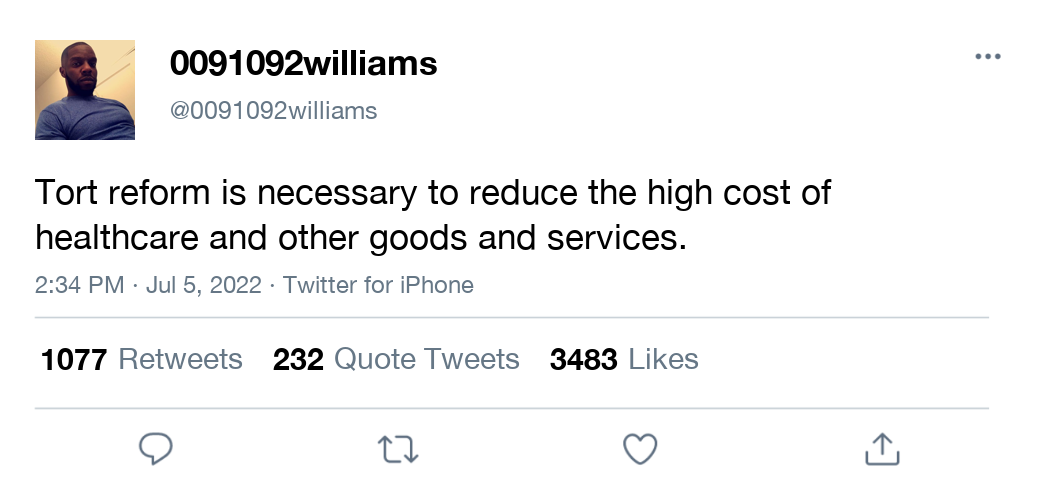 0091092williams
@0091092williams
Tort reform is necessary to reduce the high cost of
healthcare and other goods and services.
2:34 PM · Jul 5, 2022 · Twitter for iPhone
1077 Retweets 232 Quote Tweets 3483 Likes